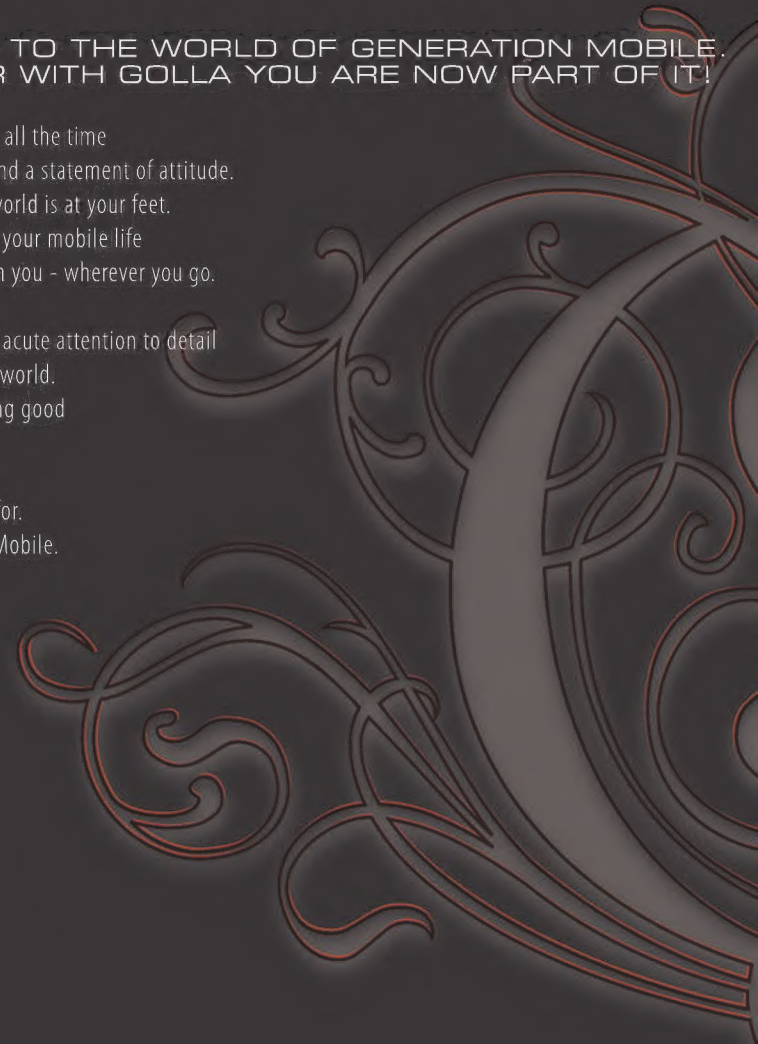 TO THE WORLD OF GENERATION MOBILE.
R WITH GOLLA YOU ARE NOW PART OF IT!
all the time
nd a statement of attitude.
world is at your feet.
your mobile life
h you - wherever you go.
acute attention to detail
world.
ng good
for.
Mobile.